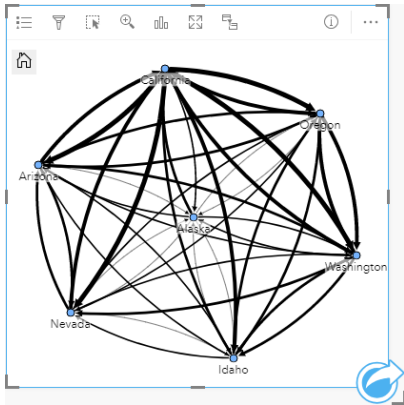 California
Oregon
Arizona
Alaska
Washington
Nevada
Idaho